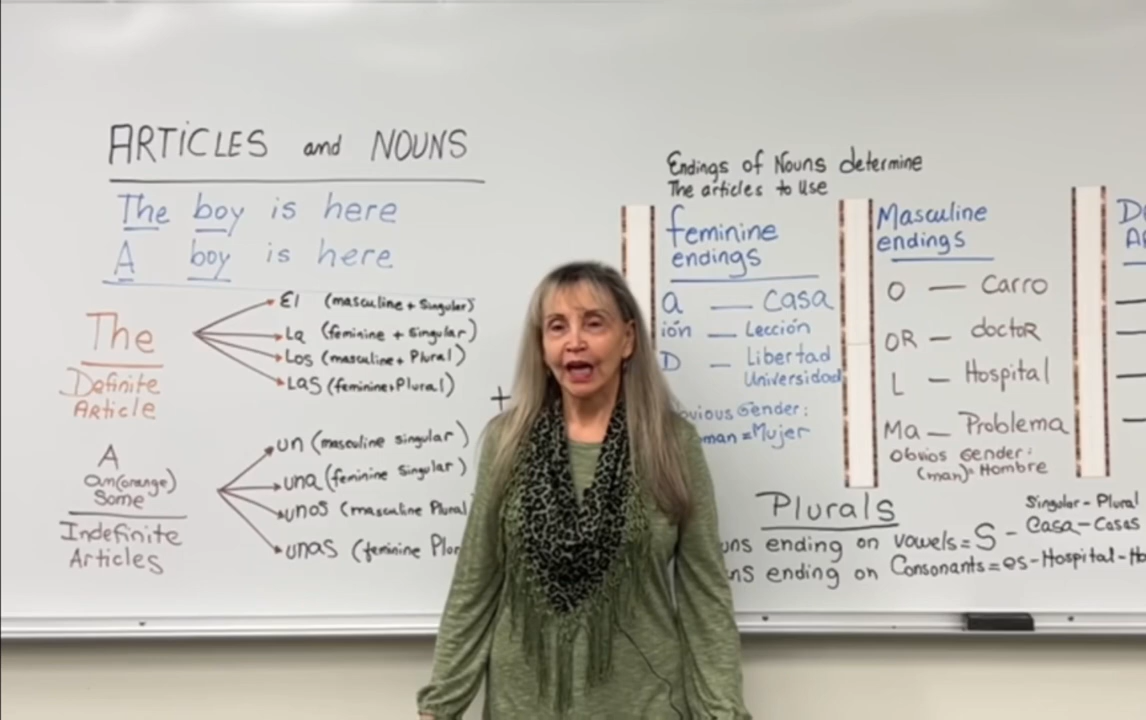 ARTICLES and NOUNS
The boy is here
A boy is here
The
Definite
Article
El (masculine + Singular)
La (feminine + Singular)
Los (masculine + Plural)
Las (feminine + Plural)
+
A
an (orange)
Some
Indefinite
Articles
un (masculine singular)
una (feminine singular)
unos (masculine Plural
unas (feminine
Endings of Nouns determine
The articles to Use
feminine
endings
a — Casa
ión — Lección
D — Libertad
Universidad
Gender:
= Mujer
Masculine
endings
O — Carro
OR — doctoR
L — Hospital
Ma — Problema
Obvios Gender:
(man) = Hombre
Plurals
Singular - Plural
ending on vowels = S - Casa - Casas
ending on Consonants = es - Hospital -